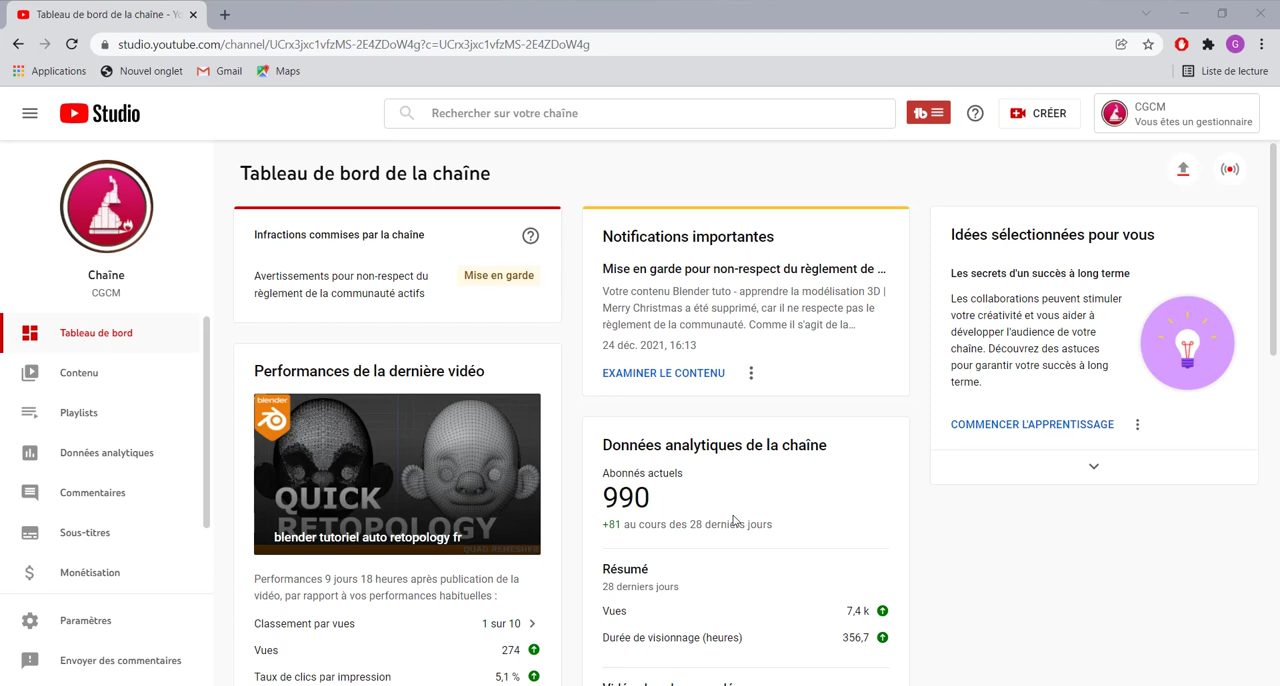 Tableau de bord de la chaîne - Yo
studio.youtube.com/channel/UCrx3jxc1vfzMS-2E4ZDoW4g?c=UCrx3jxc1vfzMS-2E4ZDoW4g
G
Applications
Nouvel onglet
Gmail
Maps
Liste de lecture
Studio
Rechercher sur votre chaîne
CRÉER
CGCM
Vous êtes un gestionnaire
Chaîne
CGCM
Tableau de bord
Contenu
Playlists
Données analytiques
Commentaires
Sous-titres
Monétisation
Paramètres
Envoyer des commentaires
Tableau de bord de la chaîne
Infractions commises par la chaîne
Avertissements pour non-respect du
règlement de la communauté actifs
Mise en garde
Performances de la dernière vidéo
blender
QUICK
RETOPOLOGY
blender tutoriel auto retopology fr
QUAD REMESHER
Performances 9 jours 18 heures après publication de la
vidéo, par rapport à vos performances habituelles :
Classement par vues 1 sur 10
Vues 274
Taux de clics par impression 5,1 %
Notifications importantes
Mise en garde pour non-respect du règlement de ...
Votre contenu Blender tuto - apprendre la modélisation 3D |
Merry Christmas a été supprimé, car il ne respecte pas le
règlement de la communauté. Comme il s'agit de la...
24 déc. 2021, 16:13
EXAMINER LE CONTENU
Données analytiques de la chaîne
Abonnés actuels
990
+81 au cours des 28 derniers jours
Résumé
28 derniers jours
Vues 7,4 k
Durée de visionnage (heures) 356,7
Idées sélectionnées pour vous
Les secrets d'un succès à long terme
Les collaborations peuvent stimuler
votre créativité et vous aider à
développer l'audience de votre
chaîne. Découvrez des astuces
pour garantir votre succès à long
terme.
COMMENCER L'APPRENTISSAGE